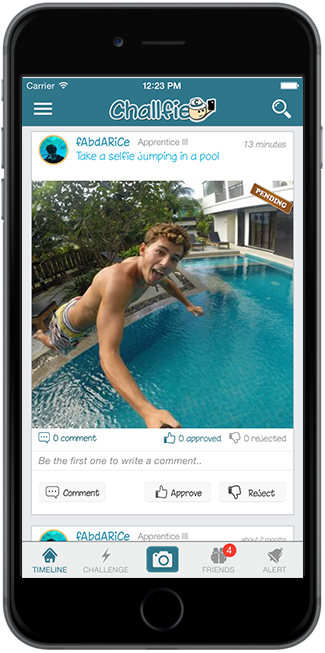 Carrier 12:23 PM
Challfie
fAbdARiCe Apprentice III 13 minutes
Take a selfie Jumping in a pool
PENDING
0 comment 0 approved 0 rejected
Be the first one to write a comment..
Comment Approve Reject
fAbdARiCe Apprentice III about 2 months
4
TIMELINE CHALLENGE FRIENDS ALERT